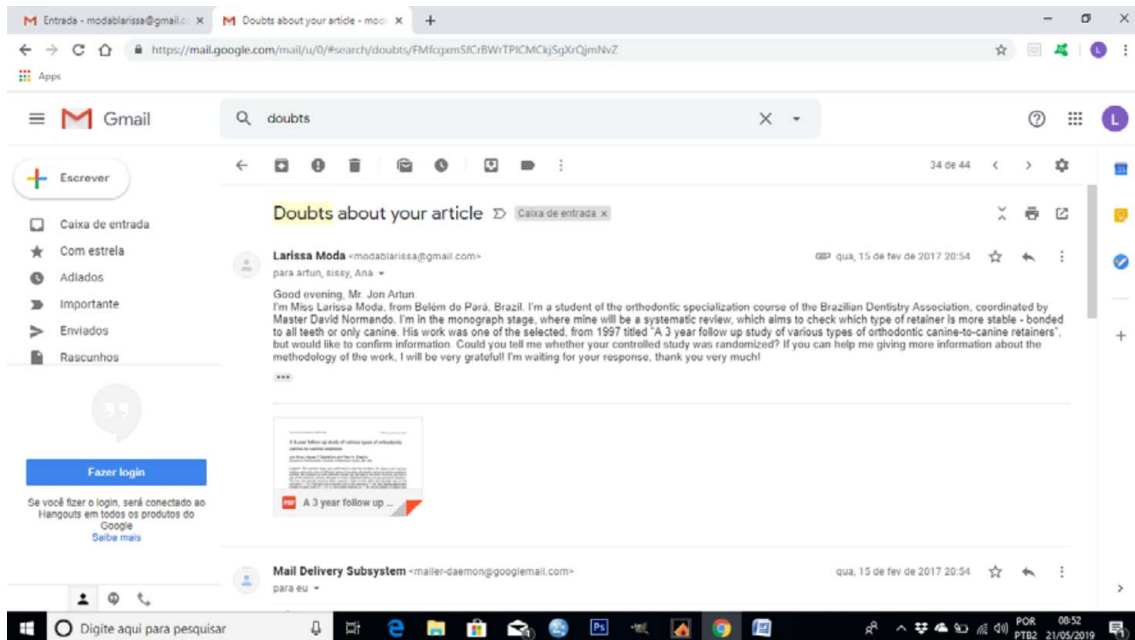 Entrada - modablarissa@gmail.c
Doubts about your article - mod
https://mail.google.com/mail/u/0/#search/doubts/FMfcgxmSfCrBWrTPlCMCkjSgXrQjmNvZ
Apps
L
Gmail
doubts
L
Escrever
34 de 44
Caixa de entrada
Com estrela
Adiados
Importante
Enviados
Rascunhos
Doubts about your article
Caixa de entrada x
Larissa Moda <modablarissa@gmail.com>
qua, 15 de fev de 2017 20:54
para artun, sissy, Ana
Good evening, Mr. Jon Artun.
I'm Miss Larissa Moda, from Belém do Pará, Brazil. I'm a student of the orthodontic specialization course of the Brazilian Dentistry Association, coordinated by
Master David Normando. I'm in the monograph stage, where mine will be a systematic review, which aims to check which type of retainer is more stable - bonded
to all teeth or only canine. His work was one of the selected, from 1997 titled "A 3 year follow up study of various types of orthodontic canine-to-canine retainers",
but would like to confirm information. Could you tell me whether your controlled study was randomized? If you can help me giving more information about the
methodology of the work, I will be very grateful! I'm waiting for your response, thank you very much!
PDF
A 3 year follow up ...
Fazer login
Se você fizer o login, será conectado ao
Hangouts em todos os produtos do
Google
Saiba mais
Mail Delivery Subsystem <mailer-daemon@googlemail.com>
qua, 15 de fev de 2017 20:54
para eu
Digite aqui para pesquisar
Ps
POR
PTB2
08:52
21/05/2019